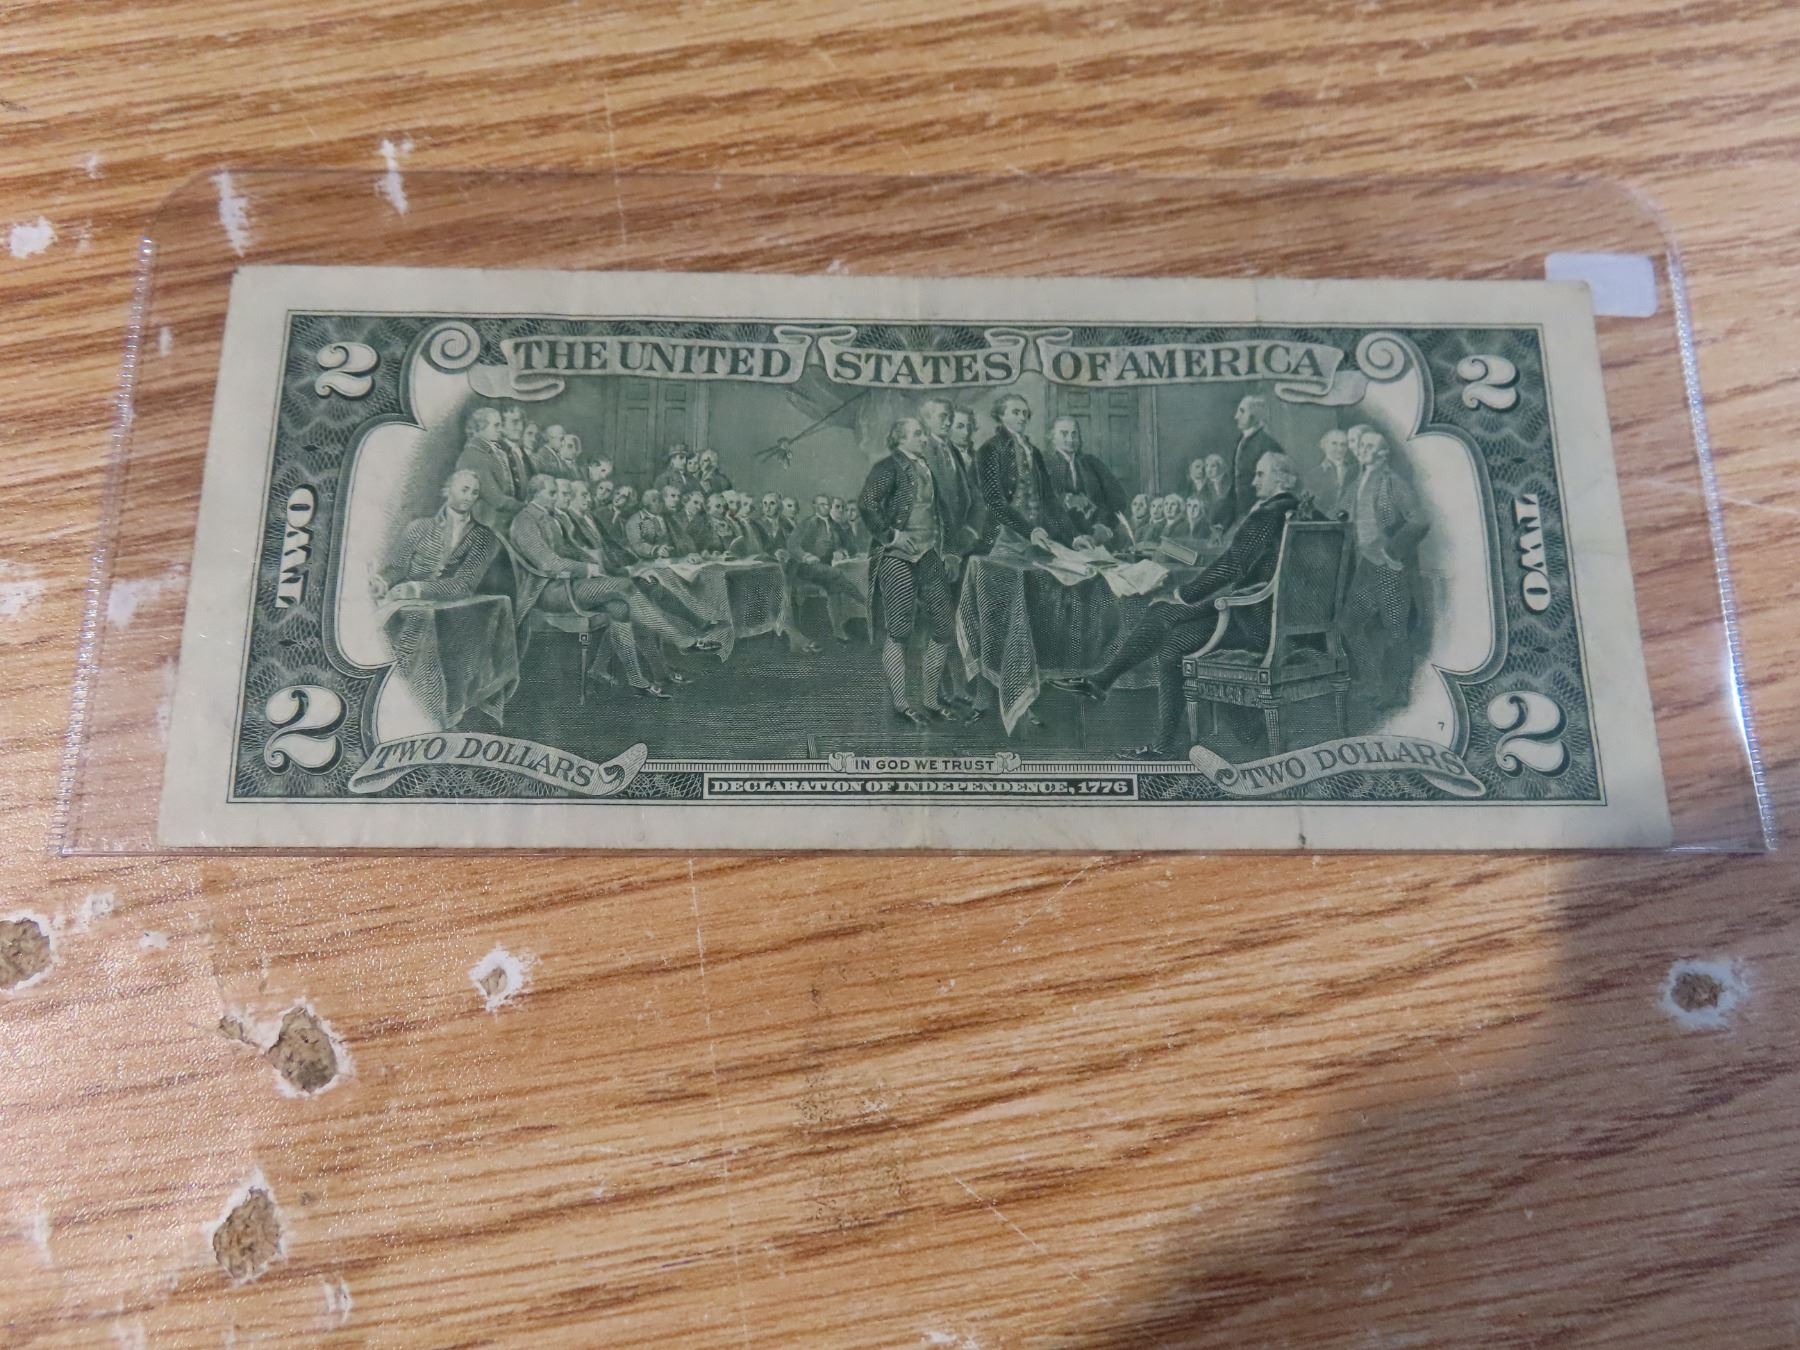 THE UNITED STATES OF AMERICA
2 2
TWO TWO
2 2
7
TWO DOLLARS TWO DOLLARS
IN GOD WE TRUST
DECLARATION OF INDEPENDENCE, 1776